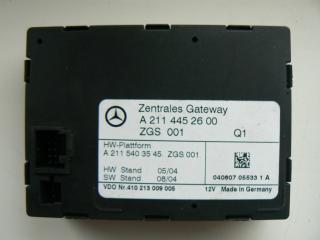 Zentrales Gateway
A 211 445 26 00
ZGS 001 Q1
HW-Plattform
A 211 540 35 45 ZGS 001
HW Stand 05/04
SW Stand 08/04
040607 05533 1 A
VDO Nr.410 213 009 005 12V Made in Germany